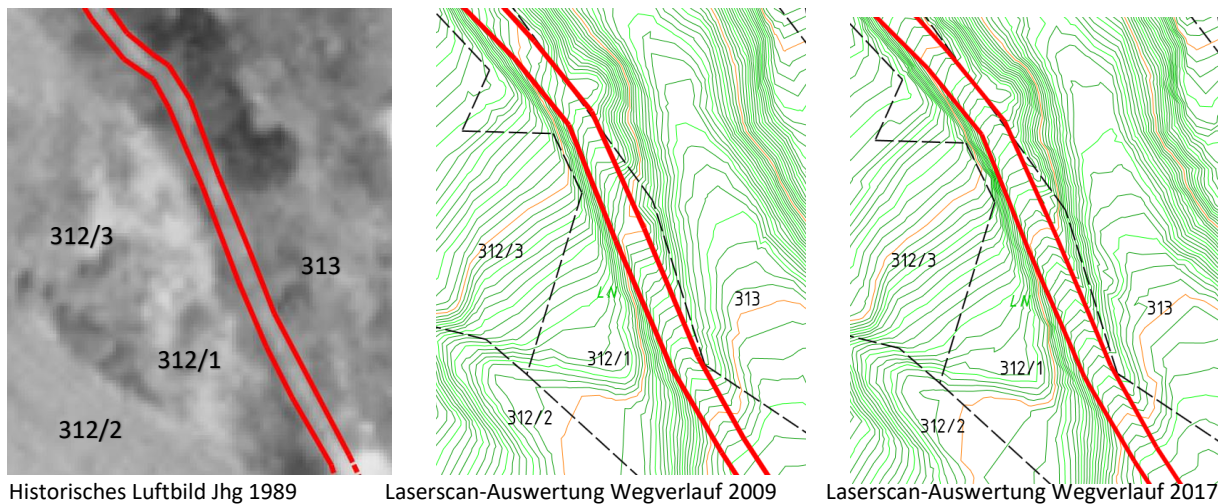 312/3
313
312/1
312/2
Historisches Luftbild Jhg 1989
312/3
LN
313
312/1
312/2
Laserscan-Auswertung Wegverlauf 2009
312/3
LN
313
312/1
312/2
Laserscan-Auswertung Wegverlauf 2017